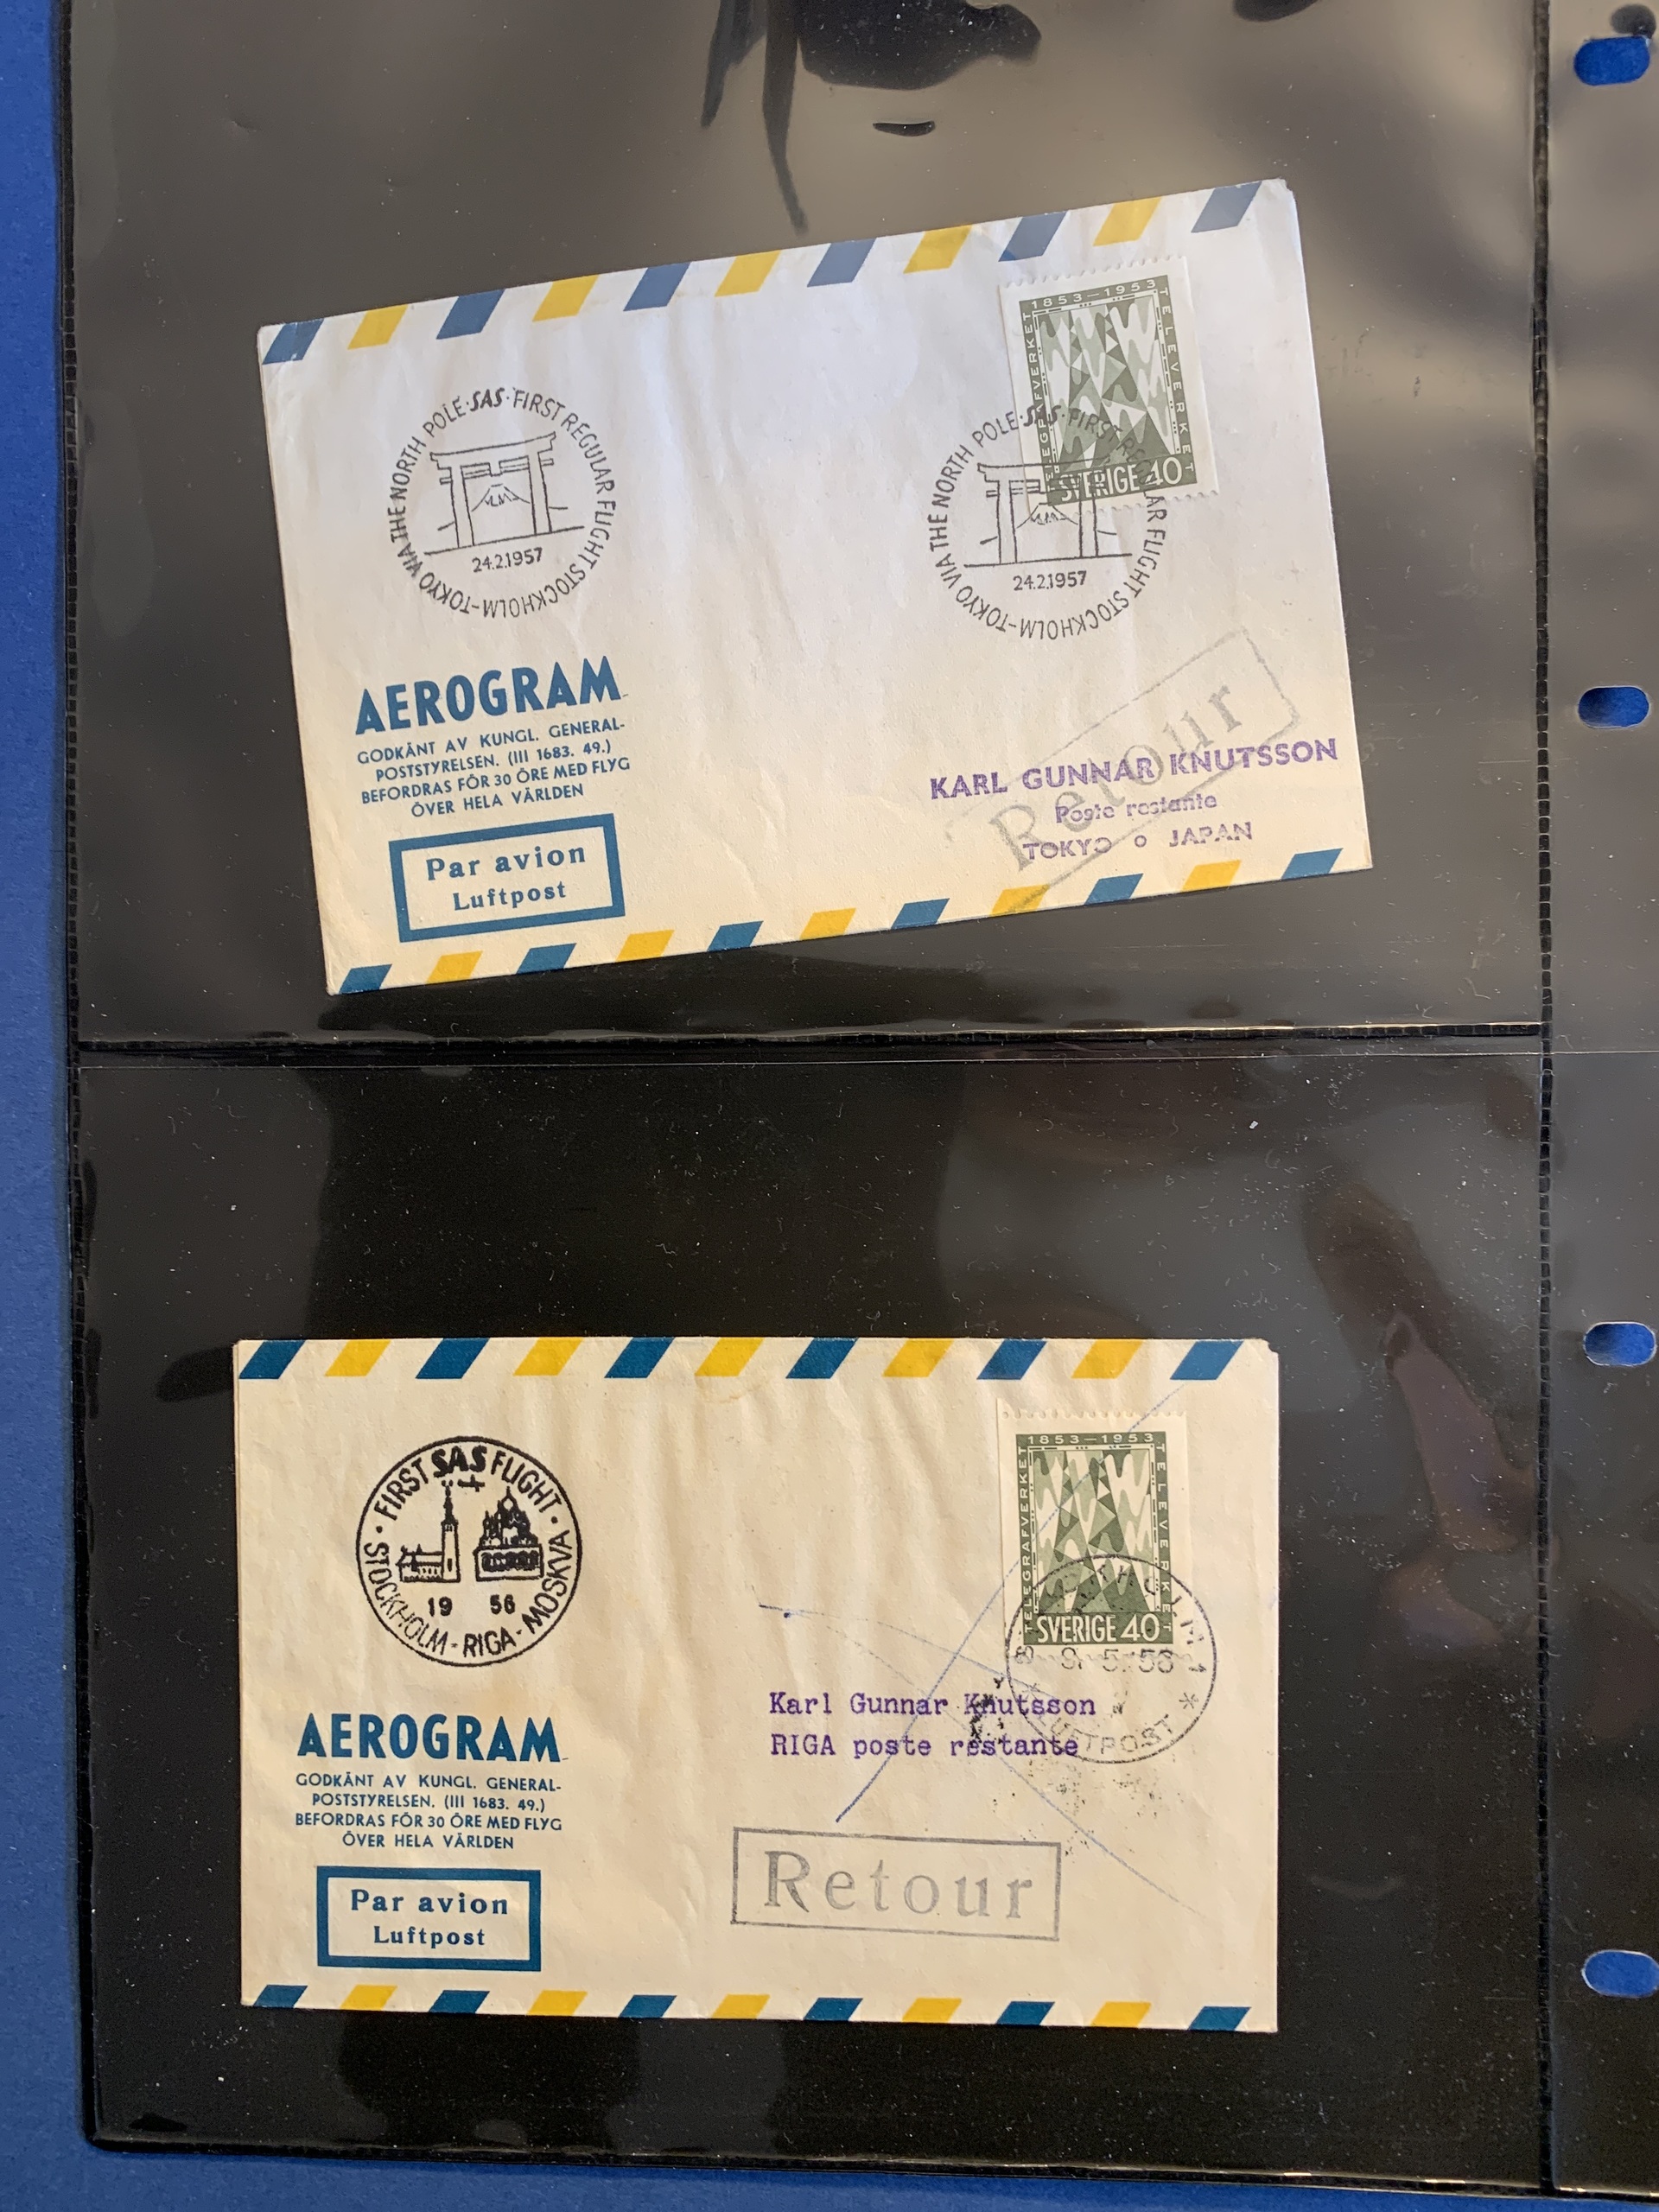 FIRST REGULAR FLIGHT STOCKHOLM-TOKYO VIA THE NORTH POLE · SAS ·
24.2.1957
1853-1953
TELEGRAFVERKET
TELEVERKET
SVERIGE 40
FIRST REGULAR FLIGHT STOCKHOLM-TOKYO VIA THE NORTH POLE · SAS ·
24.2.1957
AEROGRAM
GODKÄNT AV KUNGL. GENERAL-
POSTSTYRELSEN. (III 1683. 49.)
BEFORDRAS FÖR 30 ÖRE MED FLYG
ÖVER HELA VÄRLDEN
Par avion
Luftpost
Retour
KARL GUNNAR KNUTSSON
Poste restante
TOKYO o JAPAN
· FIRST SAS FLIGHT ·
STOCKHOLM - RIGA - MOSKVA
19 56
1853-1953
TELEGRAFVERKET
TELEVERKET
SVERIGE 40
STOCKHOLM
LUFTPOST *
Karl Gunnar Knutsson
RIGA poste restante
AEROGRAM
GODKÄNT AV KUNGL. GENERAL-
POSTSTYRELSEN. (III 1683. 49.)
BEFORDRAS FÖR 30 ÖRE MED FLYG
ÖVER HELA VÄRLDEN
Par avion
Luftpost
Retour